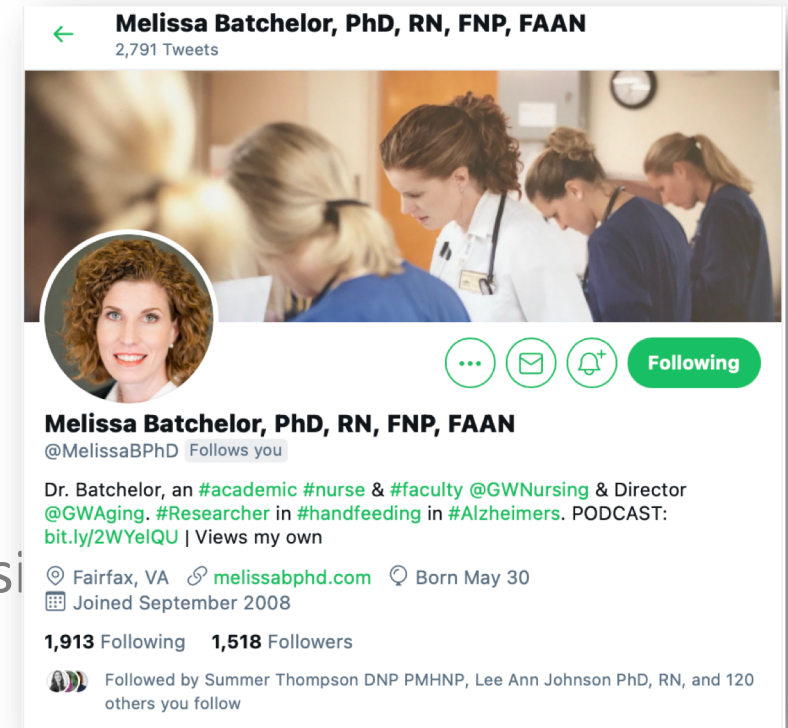 Melissa Batchelor, PhD, RN, FNP, FAAN
2,791 Tweets
Following
Melissa Batchelor, PhD, RN, FNP, FAAN
@MelissaBPhD Follows you
Dr. Batchelor, an #academic #nurse & #faculty @GWNursing & Director
@GWAging. #Researcher in #handfeeding in #Alzheimers. PODCAST:
bit.ly/2WYelQU | Views my own
si
Fairfax, VA melissabphd.com Born May 30
Joined September 2008
1,913 Following 1,518 Followers
Followed by Summer Thompson DNP PMHNP, Lee Ann Johnson PhD, RN, and 120
others you follow